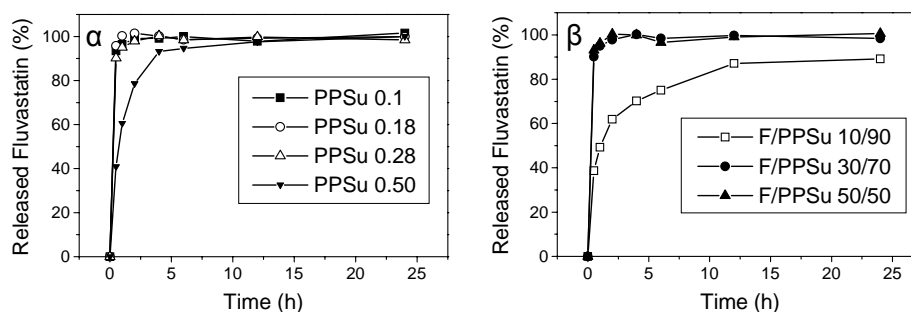 α
Released Fluvastatin (%)
100
80
60
40
20
0
PPSu 0.1
PPSu 0.18
PPSu 0.28
PPSu 0.50
0 5 10 15 20 25
Time (h)
β
Released Fluvastatin (%)
100
80
60
40
20
0
F/PPSu 10/90
F/PPSu 30/70
F/PPSu 50/50
0 5 10 15 20 25
Time (h)